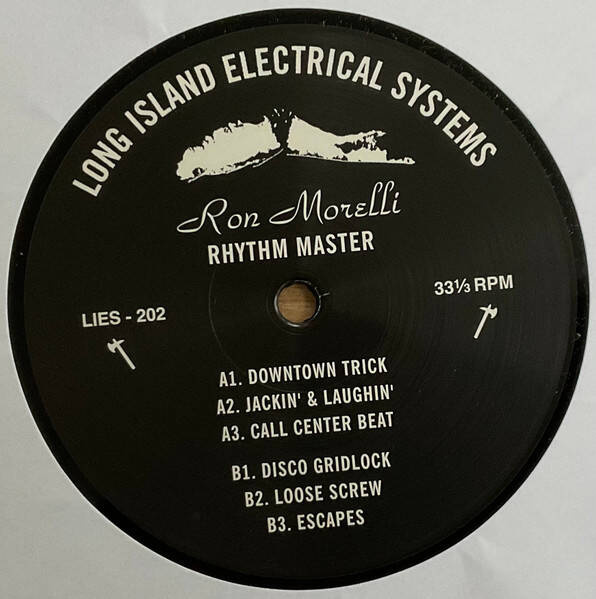 LONG ISLAND ELECTRICAL SYSTEMS
Ron Morelli
RHYTHM MASTER
LIES - 202
33⅓ RPM
A1. DOWNTOWN TRICK
A2. JACKIN' & LAUGHIN'
A3. CALL CENTER BEAT
B1. DISCO GRIDLOCK
B2. LOOSE SCREW
B3. ESCAPES